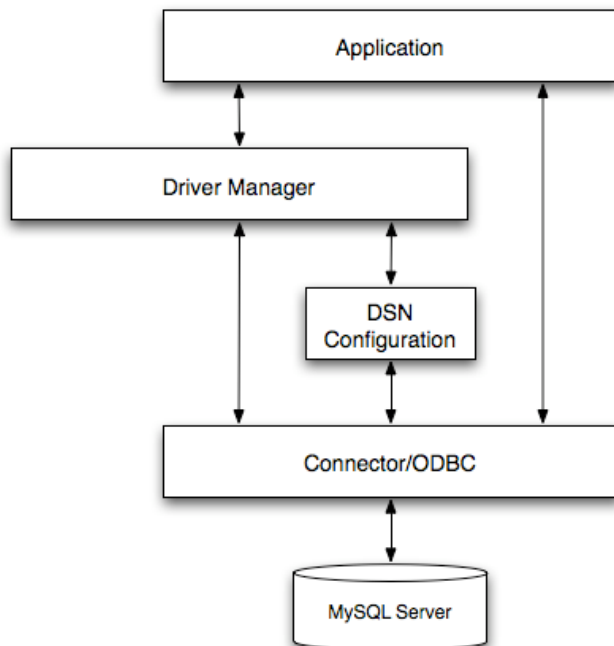 Application
Driver Manager
DSN
Configuration
Connector/ODBC
MySQL Server